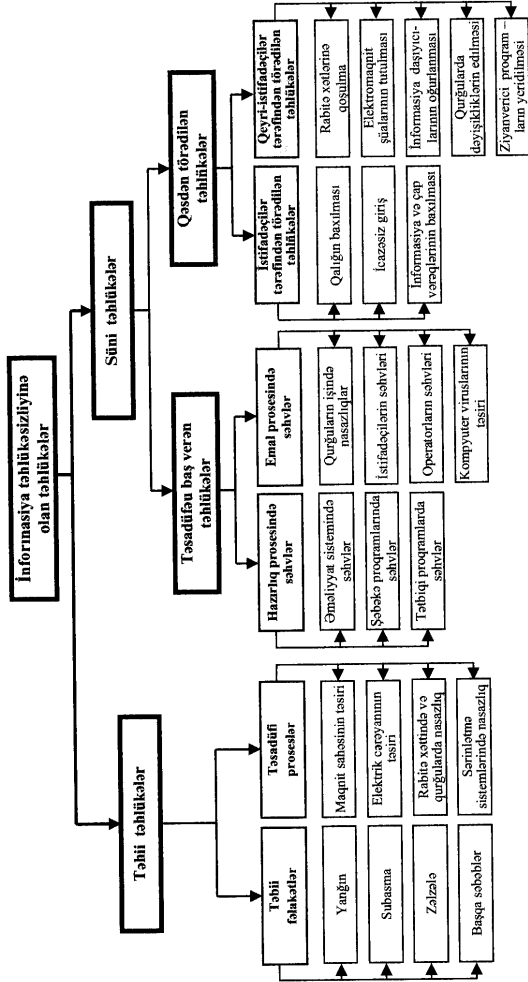 İnformasiya təhlükəsizliyinə
olan təhlükələr
Təhii təhlükələr
Süni təhlükələr
Təbii
fəlakətlər
Təsadüfi
proseslər
Təsadüfəu baş verən
təhlükələr
Qəsdən törədilən
təhlükələr
Yanğın
Subasma
Zəlzələ
Başqa səbəblər
Maqnit sahəsinin təsiri
Elektrik cərəyanının
təsiri
Rabitə xəttində və
qurğularda nasazlıq
Sərinlətmə
sistemlərində nasazlıq
Hazırlıq prosesində
səhvlər
Emal prosesində
səhvlər
Əməliyyat sistemində
səhvlər
Şəbəkə proqramlarında
səhvlər
Tətbiqi proqramlarda
səhvlər
Qurğuların işində
nasazlıqlar
İstifadəçilərin səhvləri
Operatorların səhvləri
Kompyuter viruslarının
təsiri
İstifadəçilər
tərəfindən törədilən
təhlükələr
Qeyri-istifadəçilər
tərəfindən törədilən
təhlükələr
Qalığın baxılması
İcazəsiz giriş
İnformasiya və çap
vərəqlərinin baxılması
Rabitə xətlərinə
qoşulma
Elektromaqnit
şüalarının tutulması
İnformasiya daşıyıcı-
larının oğurlanması
Qurğularda
dəyişikliklərin edilməsi
Ziyanverici proqram –
ların yeridilməsi